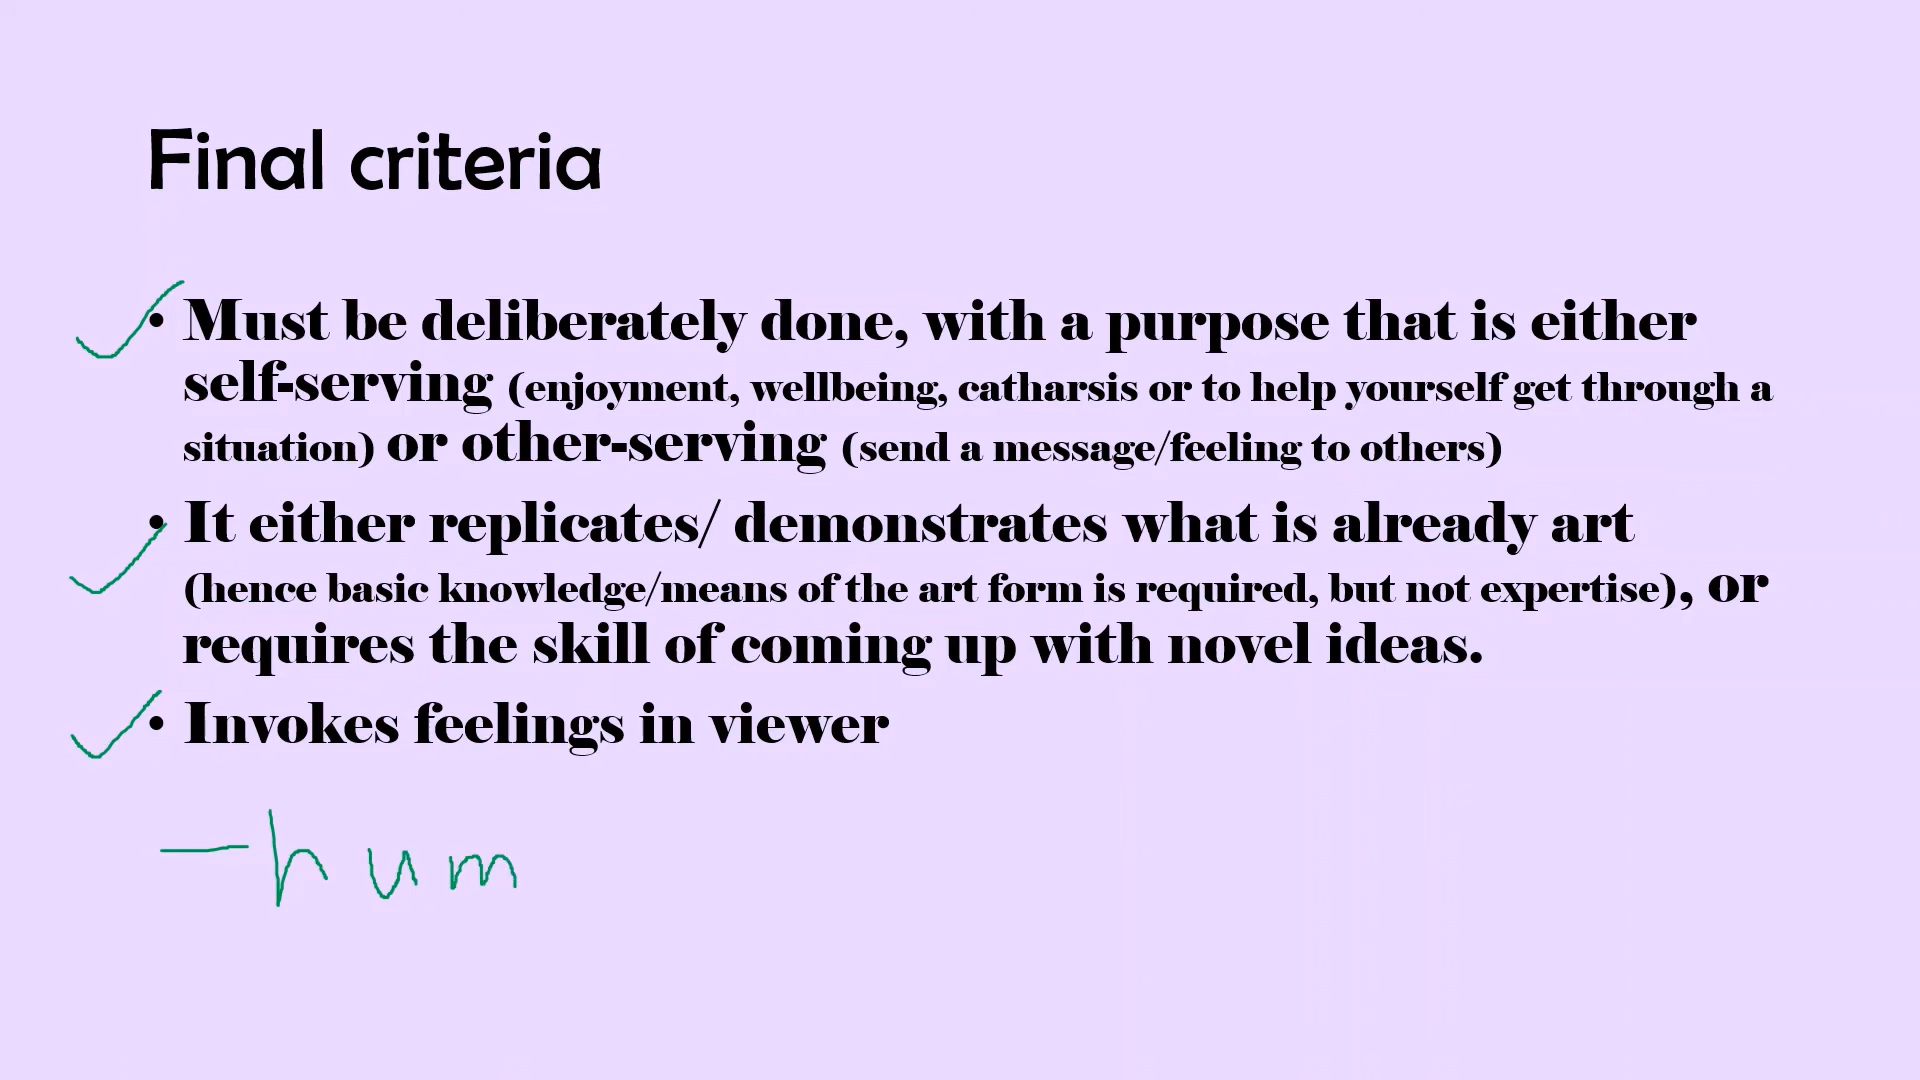 Final criteria
• Must be deliberately done, with a purpose that is either
self-serving (enjoyment, wellbeing, catharsis or to help yourself get through a
situation) or other-serving (send a message/feeling to others)
• It either replicates/ demonstrates what is already art
(hence basic knowledge/means of the art form is required, but not expertise), or
requires the skill of coming up with novel ideas.
• Invokes feelings in viewer
— hum